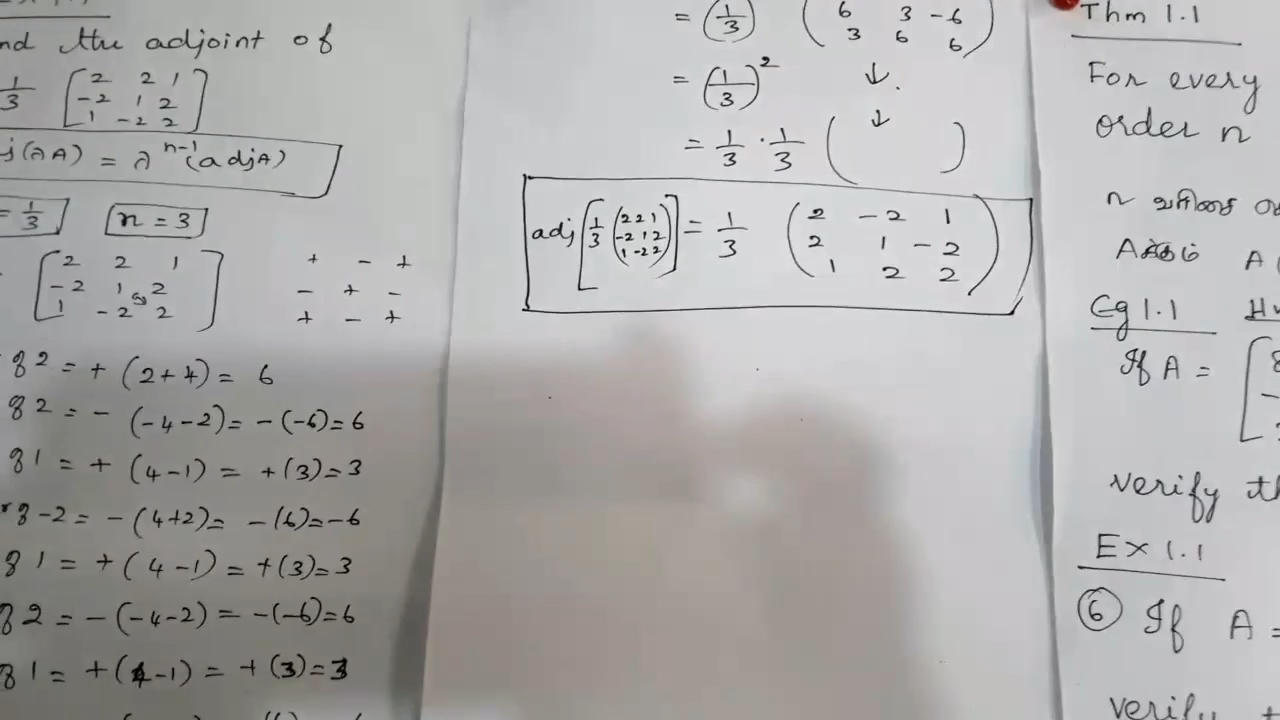 nd the adjoint of
1/3 [2 2 1
-2 1 2
1 -2 2]
j(λA) = λ^(n-1) (adjA)
= 1/3 n = 3
[2 2 1
-2 1 2
1 -2 2]
+ - +
- + -
+ - +
2 = + (2+4) = 6
2 = - (-4-2) = -(-6) = 6
1 = + (4-1) = +(3) = 3
-2 = -(4+2) = -(6) = -6
1 = +(4-1) = +(3) = 3
2 = -(-4-2) = -(-6) = 6
1 = +(4-1) = +(3) = 3
= (1/3) (6 3 -6
3 6 6)
= (1/3)^2 ↓.
↓
= 1/3 · 1/3 ( )
adj[1/3 (2 2 1
-2 1 2
1 -2 2)] = 1/3 (2 -2 1
2 1 -2
1 2 2)
Thm 1.1
For every
order n
n வரிசை
A
Eg 1.1
If A = [8
verify th
Ex 1.1
⑥ If A =
verify